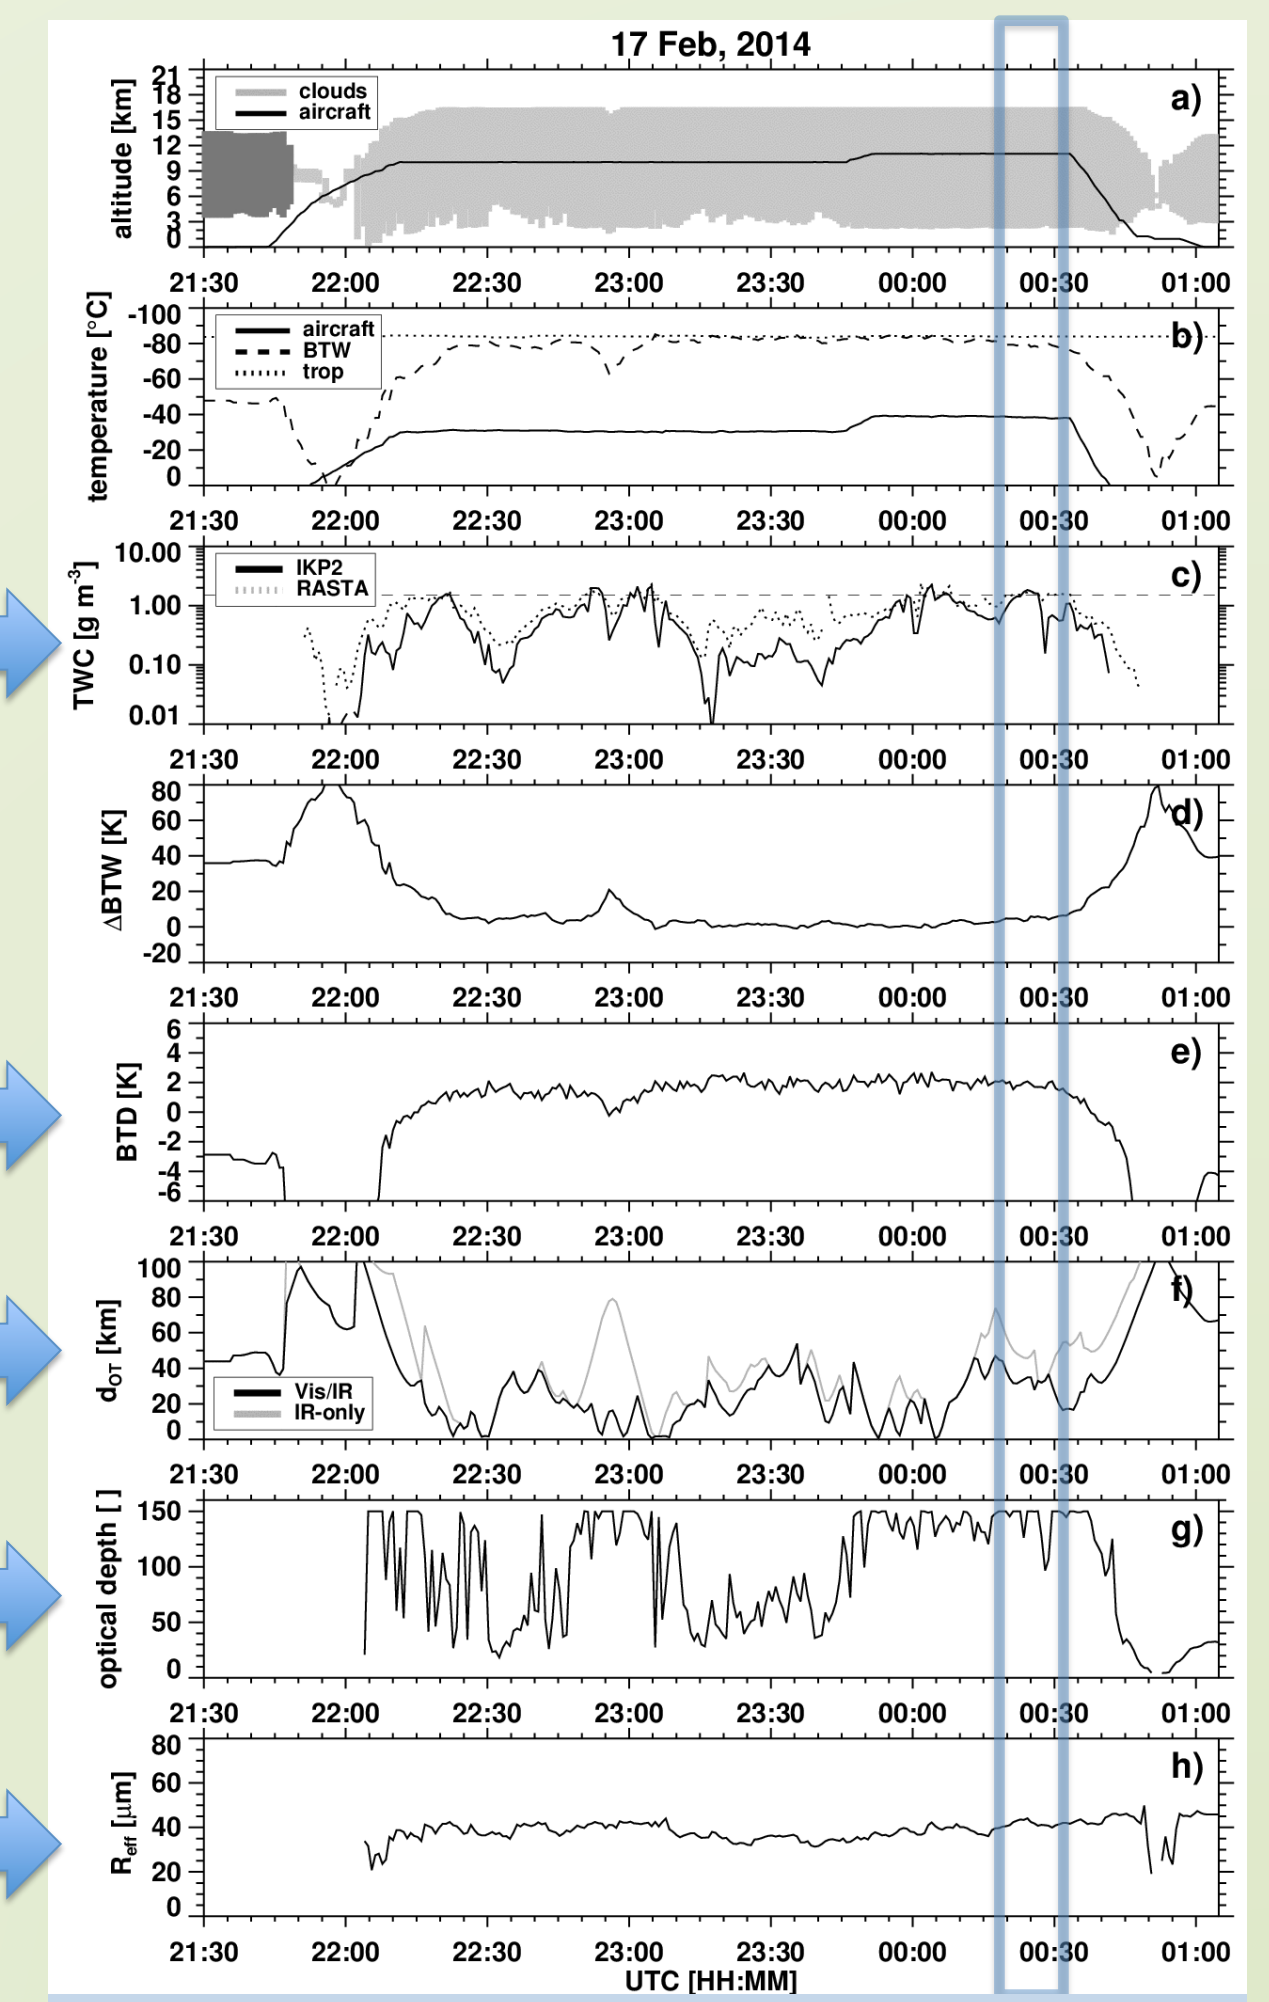 17 Feb, 2014
a)
clouds
aircraft
altitude [km]
21
18
15
12
9
6
3
0
21:30 22:00 22:30 23:00 23:30 00:00 00:30 01:00
b)
aircraft
BTW
trop
temperature [°C]
-100
-80
-60
-40
-20
0
21:30 22:00 22:30 23:00 23:30 00:00 00:30 01:00
c)
IKP2
RASTA
TWC [g m-3]
10.00
1.00
0.10
0.01
21:30 22:00 22:30 23:00 23:30 00:00 00:30 01:00
d)
ΔBTW [K]
80
60
40
20
0
-20
21:30 22:00 22:30 23:00 23:30 00:00 00:30 01:00
e)
BTD [K]
6
4
2
0
-2
-4
-6
21:30 22:00 22:30 23:00 23:30 00:00 00:30 01:00
f)
dOT [km]
100
80
60
40
20
0
Vis/IR
IR-only
21:30 22:00 22:30 23:00 23:30 00:00 00:30 01:00
g)
optical depth [ ]
150
100
50
0
21:30 22:00 22:30 23:00 23:30 00:00 00:30 01:00
h)
Reff [μm]
80
60
40
20
0
21:30 22:00 22:30 23:00 23:30 00:00 00:30 01:00
UTC [HH:MM]